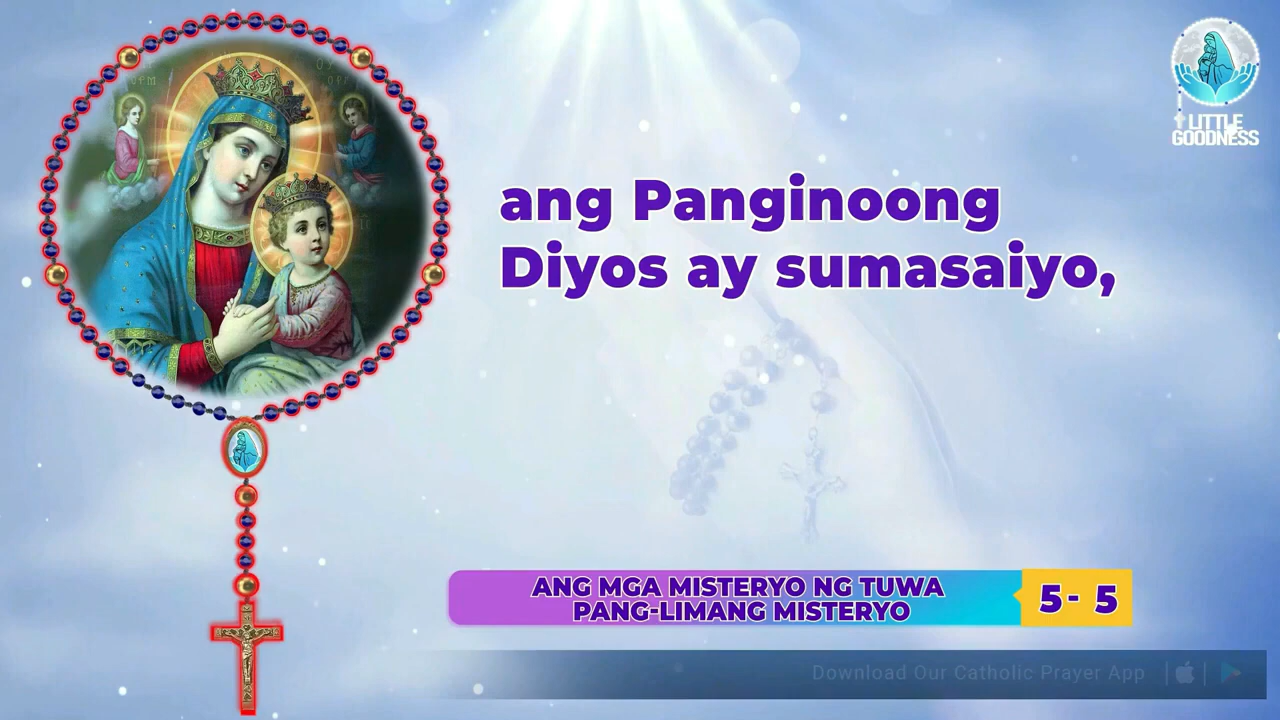 LITTLE
GOODNESS
ang Panginoong
Diyos ay sumasaiyo,
ANG MGA MISTERYO NG TUWA
PANG-LIMANG MISTERYO
5 - 5
Download Our Catholic Prayer App